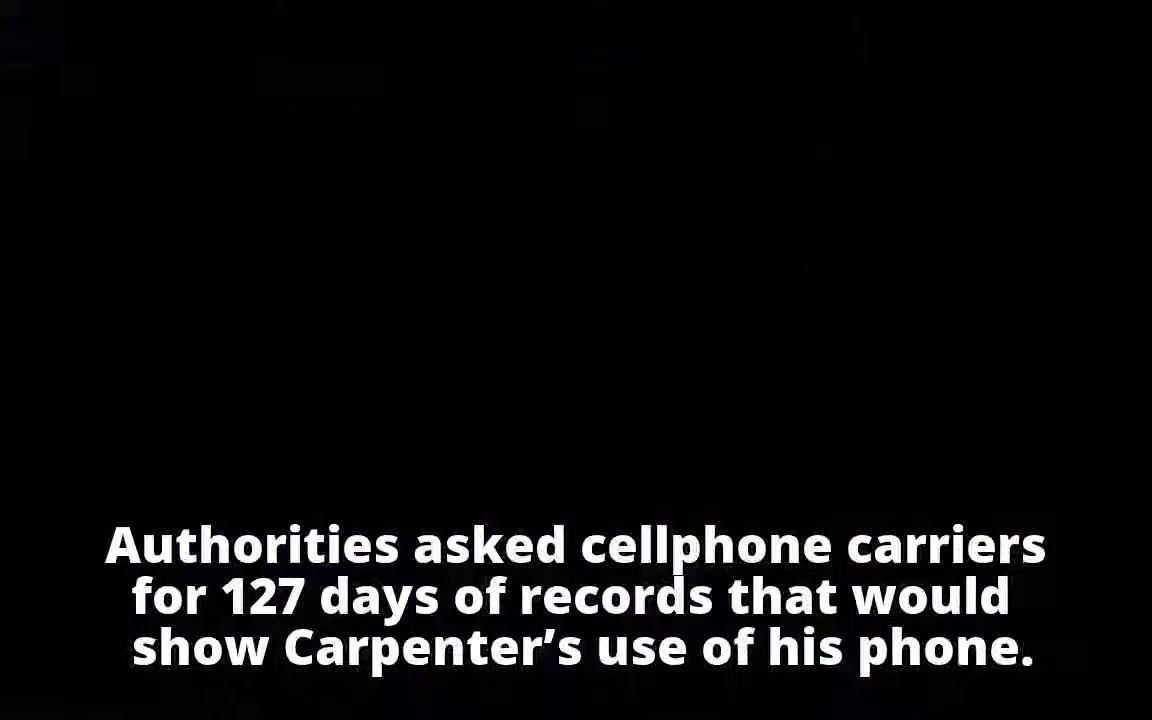 Authorities asked cellphone carriers
for 127 days of records that would
show Carpenter’s use of his phone.